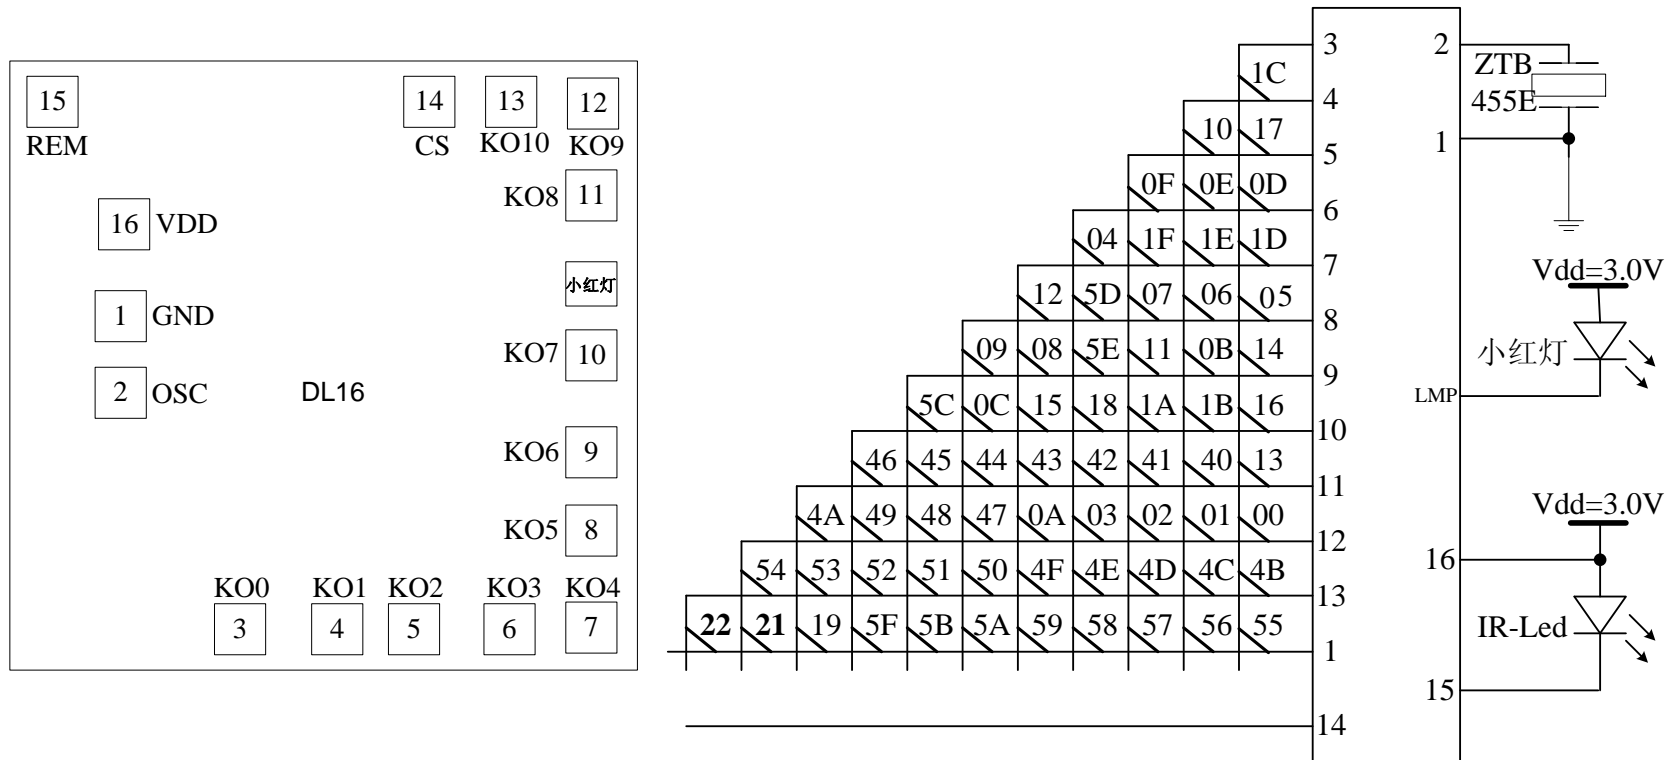 15
14
13
12
REM
CS
KO10
KO9
KO8
11
16
VDD
小红灯
1
GND
KO7
10
2
OSC
DL16
KO6
9
KO5
8
KO0
KO1
KO2
KO3
KO4
3
4
5
6
7
3
1C
4
10 17
5
0F 0E 0D
6
04 1F 1E 1D
7
12 5D 07 06 05
8
09 08 5E 11 0B 14
9
5C 0C 15 18 1A 1B 16
10
46 45 44 43 42 41 40 13
11
4A 49 48 47 0A 03 02 01 00
12
54 53 52 51 50 4F 4E 4D 4C 4B
13
22 21 19 5F 5B 5A 59 58 57 56 55
1
14
2
ZTB
455E
1
Vdd=3.0V
小红灯
LMP
Vdd=3.0V
16
IR-Led
15